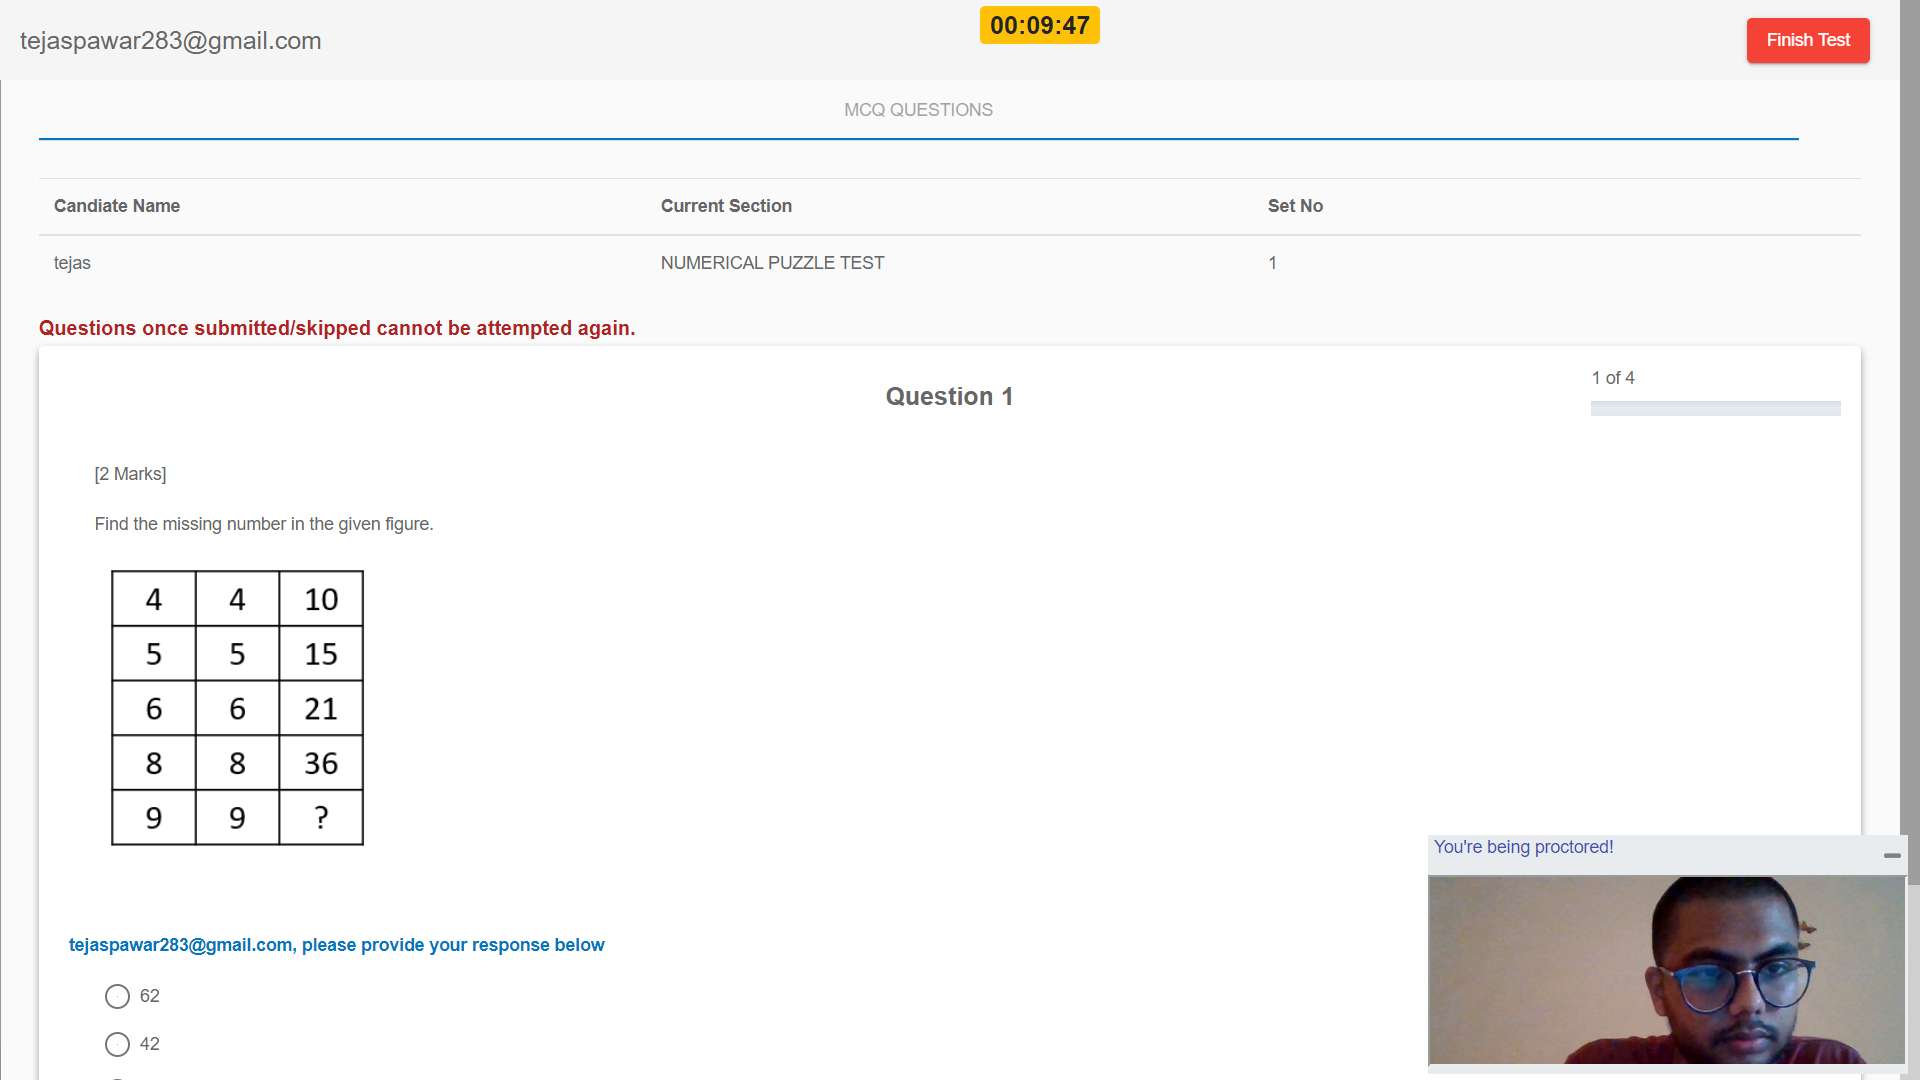 tejaspawar283@gmail.com
00:09:47
Finish Test
MCQ QUESTIONS
Candiate Name Current Section Set No
tejas NUMERICAL PUZZLE TEST 1
Questions once submitted/skipped cannot be attempted again.
1 of 4
Question 1
[2 Marks]
Find the missing number in the given figure.
4 4 10
5 5 15
6 6 21
8 8 36
9 9 ?
You're being proctored!
tejaspawar283@gmail.com, please provide your response below
62
42